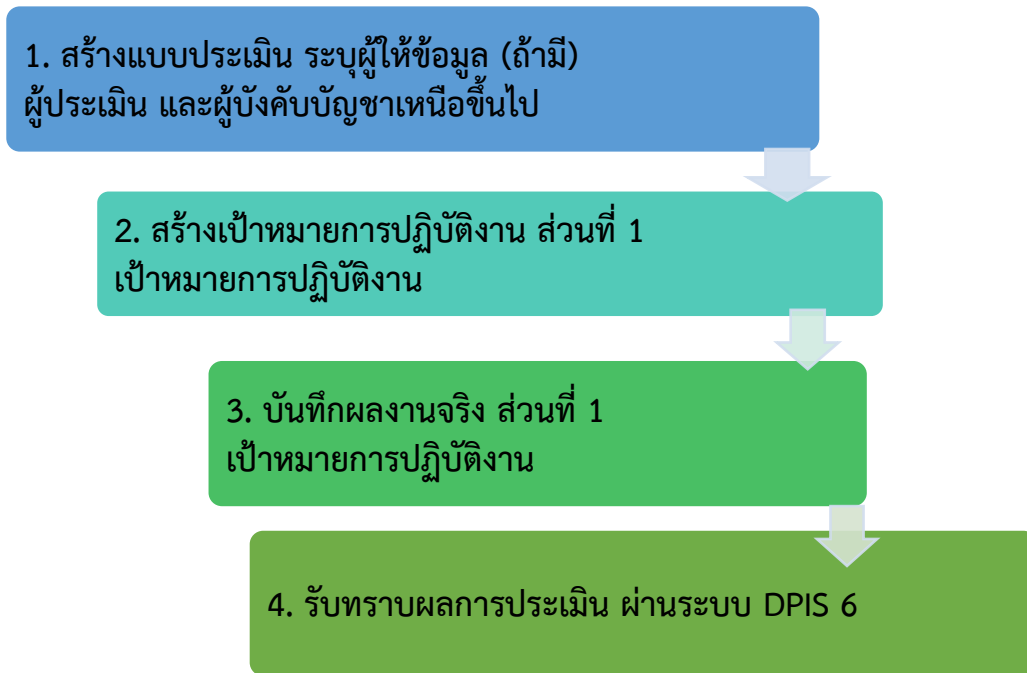 1. สร้างแบบประเมิน ระบุผู้ให้ข้อมูล (ถ้ามี)
ผู้ประเมิน และผู้บังคับบัญชาเหนือขึ้นไป
2. สร้างเป้าหมายการปฏิบัติงาน ส่วนที่ 1
เป้าหมายการปฏิบัติงาน
3. บันทึกผลงานจริง ส่วนที่ 1
เป้าหมายการปฏิบัติงาน
4. รับทราบผลการประเมิน ผ่านระบบ DPIS 6